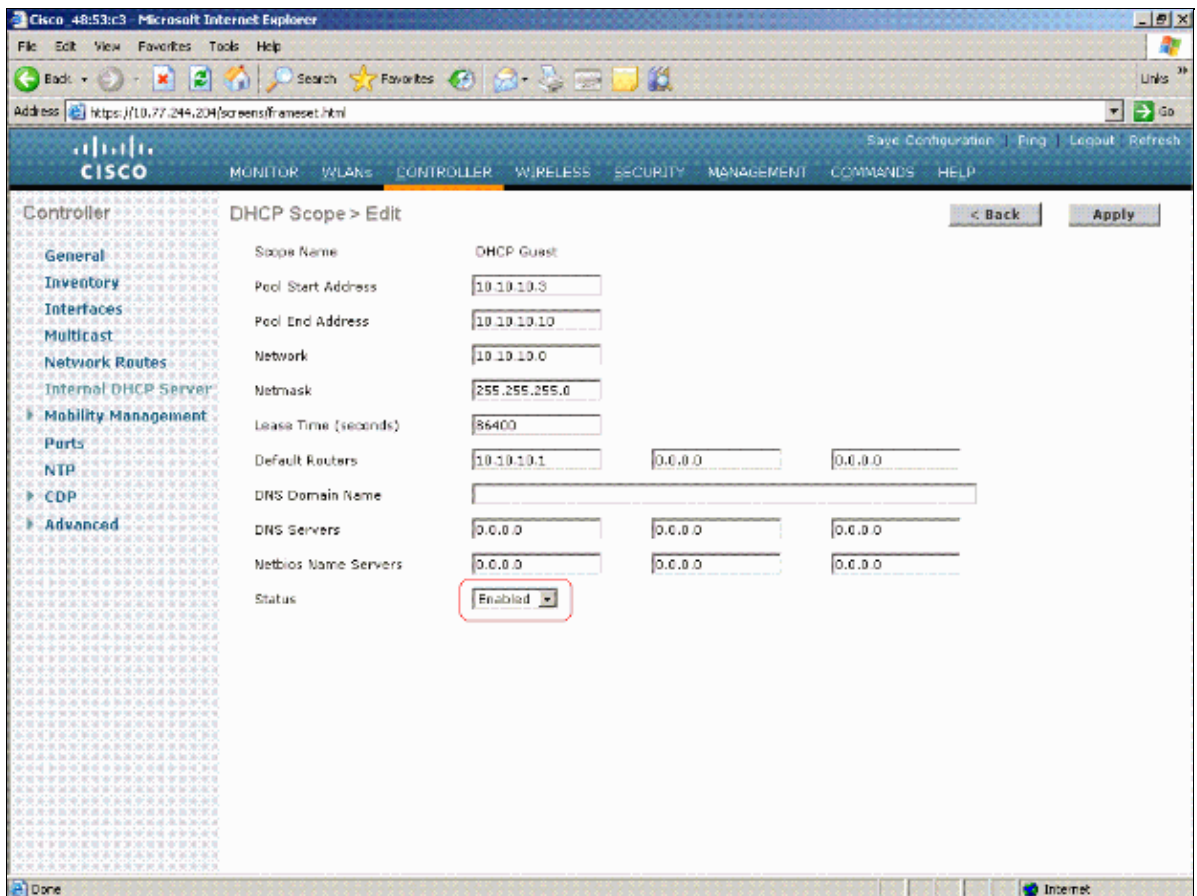 Cisco_48:53:c3 - Microsoft Internet Explorer
File Edit View Favorites Tools Help
Back Search Favorites Links »
Address https://10.77.244.204/screens/frameset.html Go
Save Configuration | Ping | Logout | Refresh
CISCO MONITOR WLANs CONTROLLER WIRELESS SECURITY MANAGEMENT COMMANDS HELP
Controller
General
Inventory
Interfaces
Multicast
Network Routes
Internal DHCP Server
Mobility Management
Ports
NTP
CDP
Advanced
DHCP Scope > Edit
< Back Apply
Scope Name DHCP Guest
Pool Start Address 10.10.10.3
Pool End Address 10.10.10.10
Network 10.10.10.0
Netmask 255.255.255.0
Lease Time (seconds) 86400
Default Routers 10.10.10.1 0.0.0.0 0.0.0.0
DNS Domain Name
DNS Servers 0.0.0.0 0.0.0.0 0.0.0.0
Netbios Name Servers 0.0.0.0 0.0.0.0 0.0.0.0
Status Enabled
Done Internet